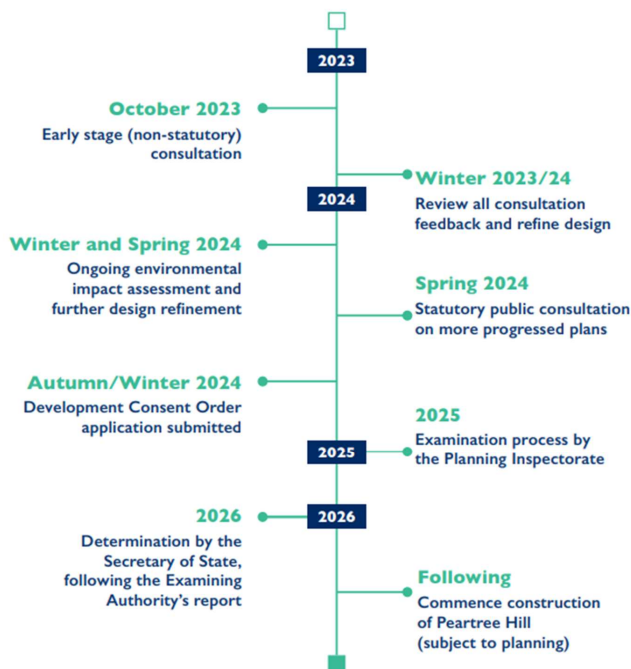 2023
October 2023
Early stage (non-statutory)
consultation
Winter 2023/24
Review all consultation
feedback and refine design
2024
Winter and Spring 2024
Ongoing environmental
impact assessment and
further design refinement
Spring 2024
Statutory public consultation
on more progressed plans
Autumn/Winter 2024
Development Consent Order
application submitted
2025
Examination process by
the Planning Inspectorate
2025
2026
2026
Determination by the
Secretary of State,
following the Examining
Authority's report
Following
Commence construction
of Peartree Hill
(subject to planning)